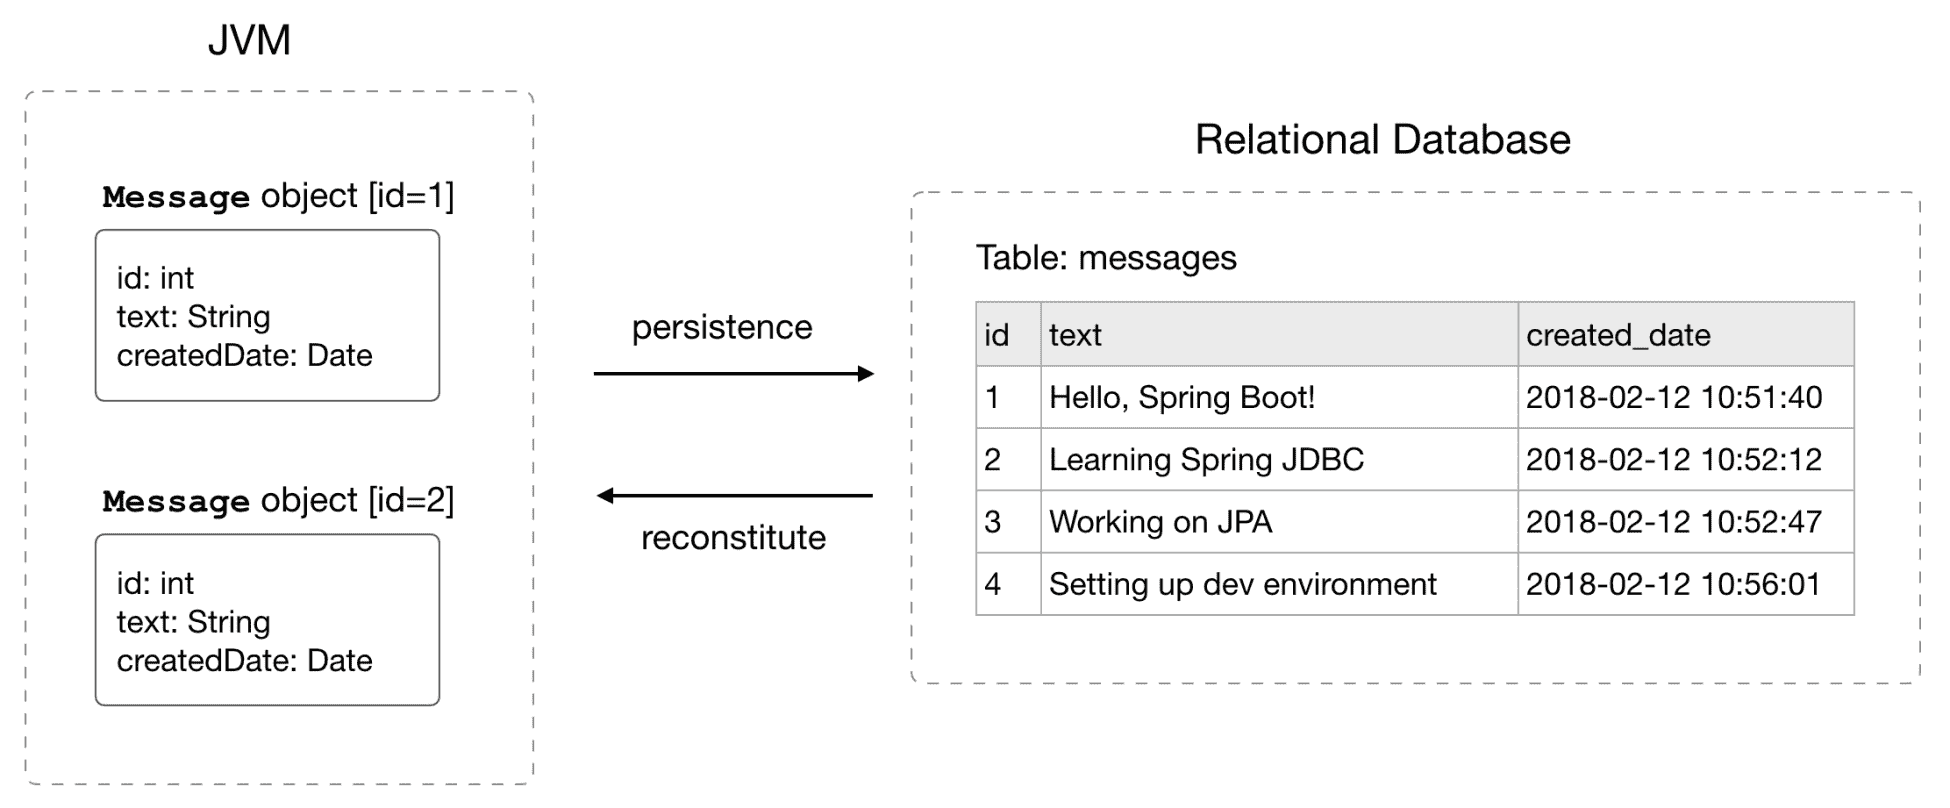 JVM
Message object [id=1]
id: int
text: String
createdDate: Date
Message object [id=2]
id: int
text: String
createdDate: Date
persistence
reconstitute
Relational Database
Table: messages
id text created_date
1 Hello, Spring Boot! 2018-02-12 10:51:40
2 Learning Spring JDBC 2018-02-12 10:52:12
3 Working on JPA 2018-02-12 10:52:47
4 Setting up dev environment 2018-02-12 10:56:01